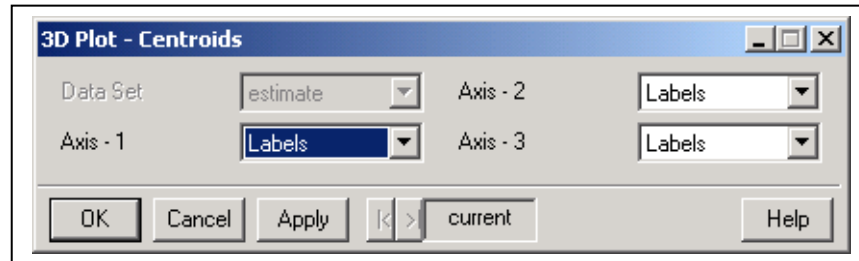 3D Plot - Centroids
Data Set estimate Axis - 2 Labels
Axis - 1 Labels Axis - 3 Labels
OK Cancel Apply |< >| current Help